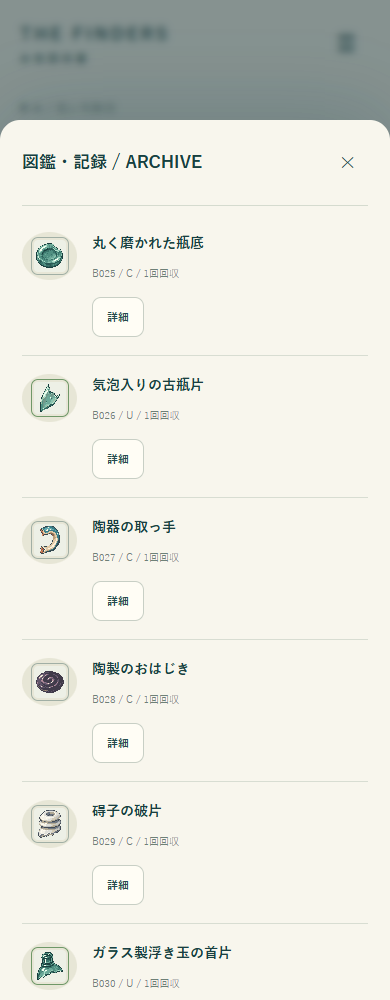 THE FINDERS
図鑑・記録 / ARCHIVE
丸く磨かれた瓶底
B025 / C / 1回回収
詳細
気泡入りの古瓶片
B026 / U / 1回回収
詳細
陶器の取っ手
B027 / C / 1回回収
詳細
陶製のおはじき
B028 / C / 1回回収
詳細
碍子の破片
B029 / C / 1回回収
詳細
ガラス製浮き玉の首片
B030 / U / 1回回収